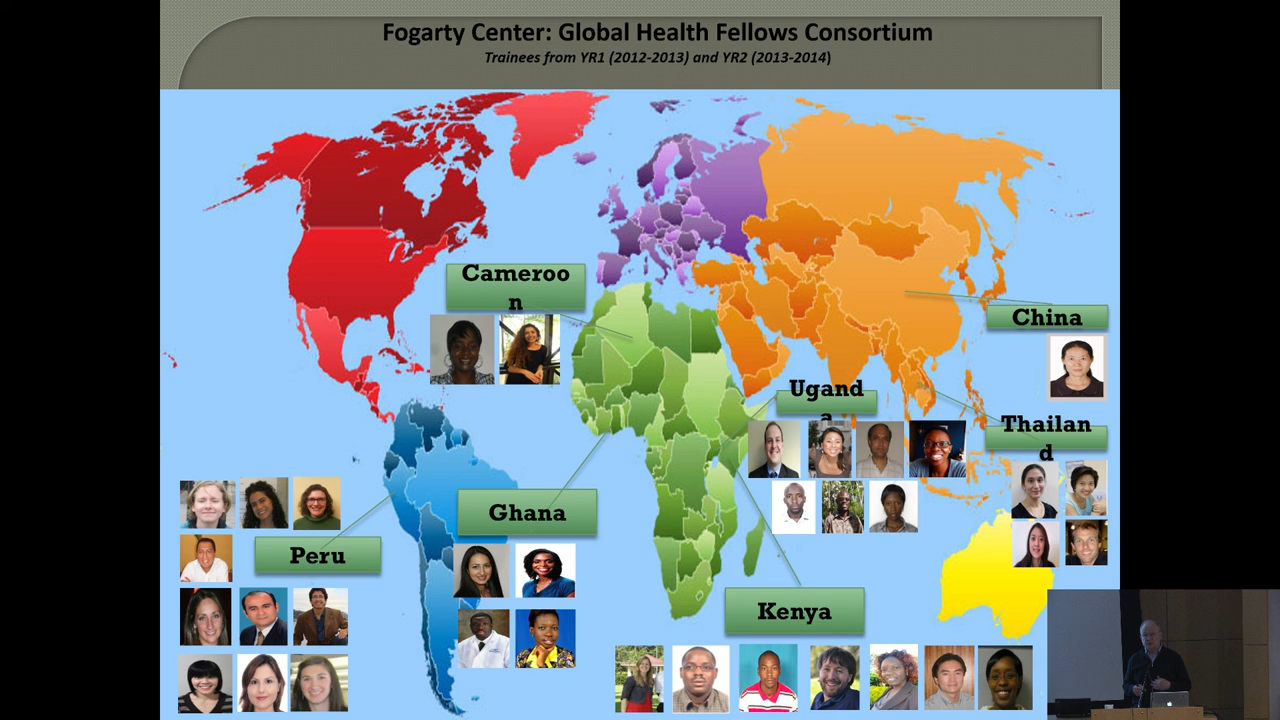 Fogarty Center: Global Health Fellows Consortium
Trainees from YR1 (2012-2013) and YR2 (2013-2014)
Cameroo
n
China
Ugand
a
Thailan
d
Ghana
Peru
Kenya